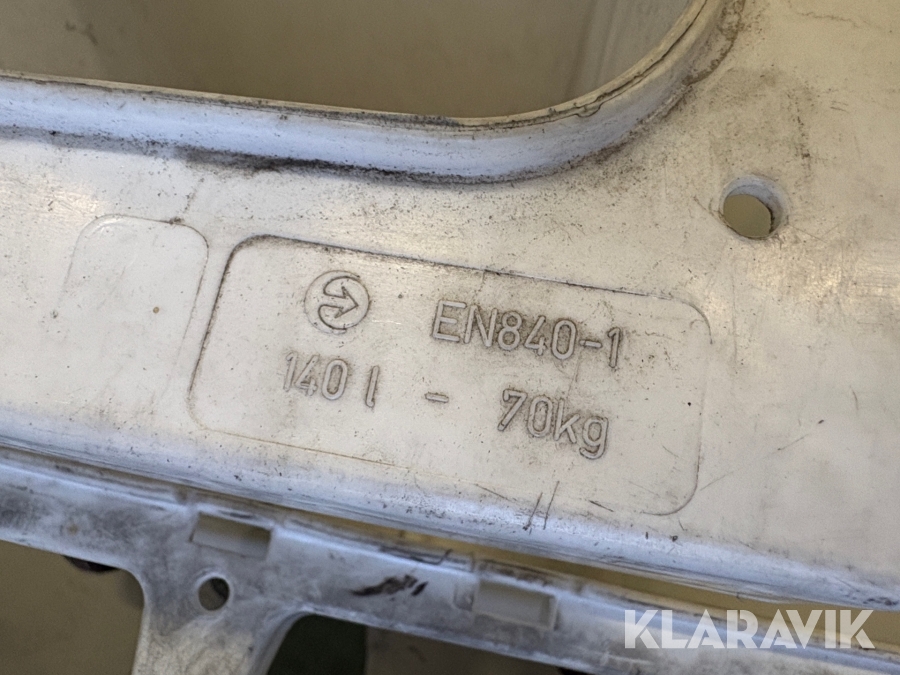 EN840-1
140 l - 70kg
KLARAVIK